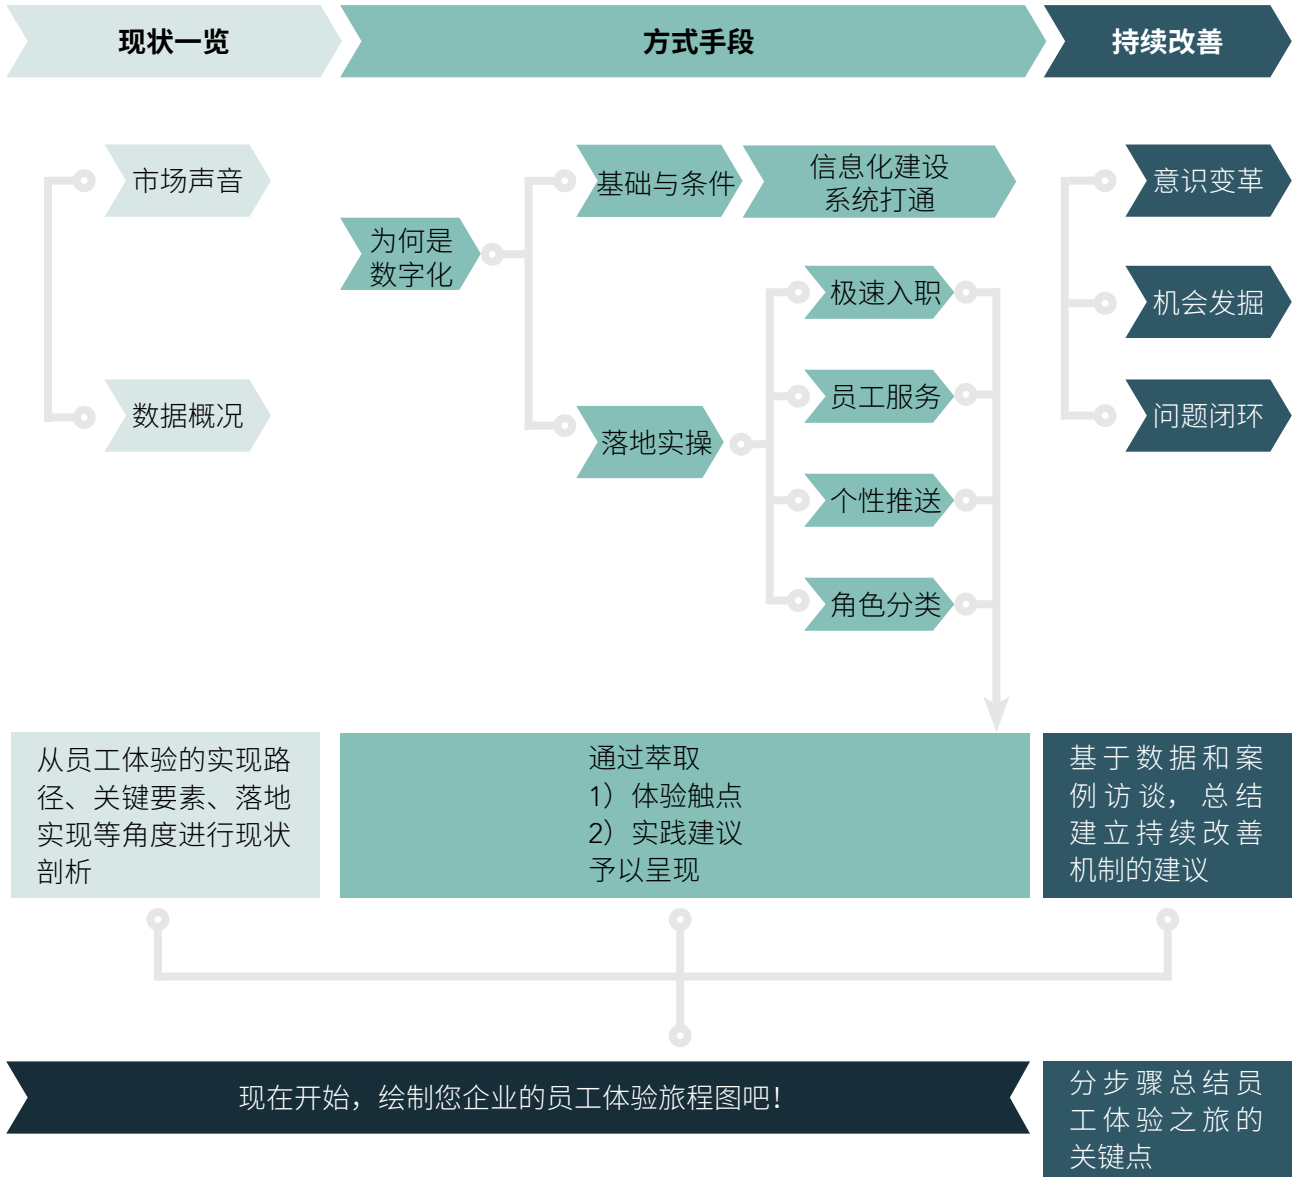 现状一览
方式手段
持续改善
市场声音
数据概况
为何是
数字化
基础与条件
信息化建设
系统打通
落地实操
极速入职
员工服务
个性推送
角色分类
意识变革
机会发掘
问题闭环
从员工体验的实现路
径、关键要素、落地
实现等角度进行现状
剖析
通过萃取
1）体验触点
2）实践建议
予以呈现
基于数据和案
例访谈，总结
建立持续改善
机制的建议
现在开始，绘制您企业的员工体验旅程图吧！
分步骤总结员
工体验之旅的
关键点